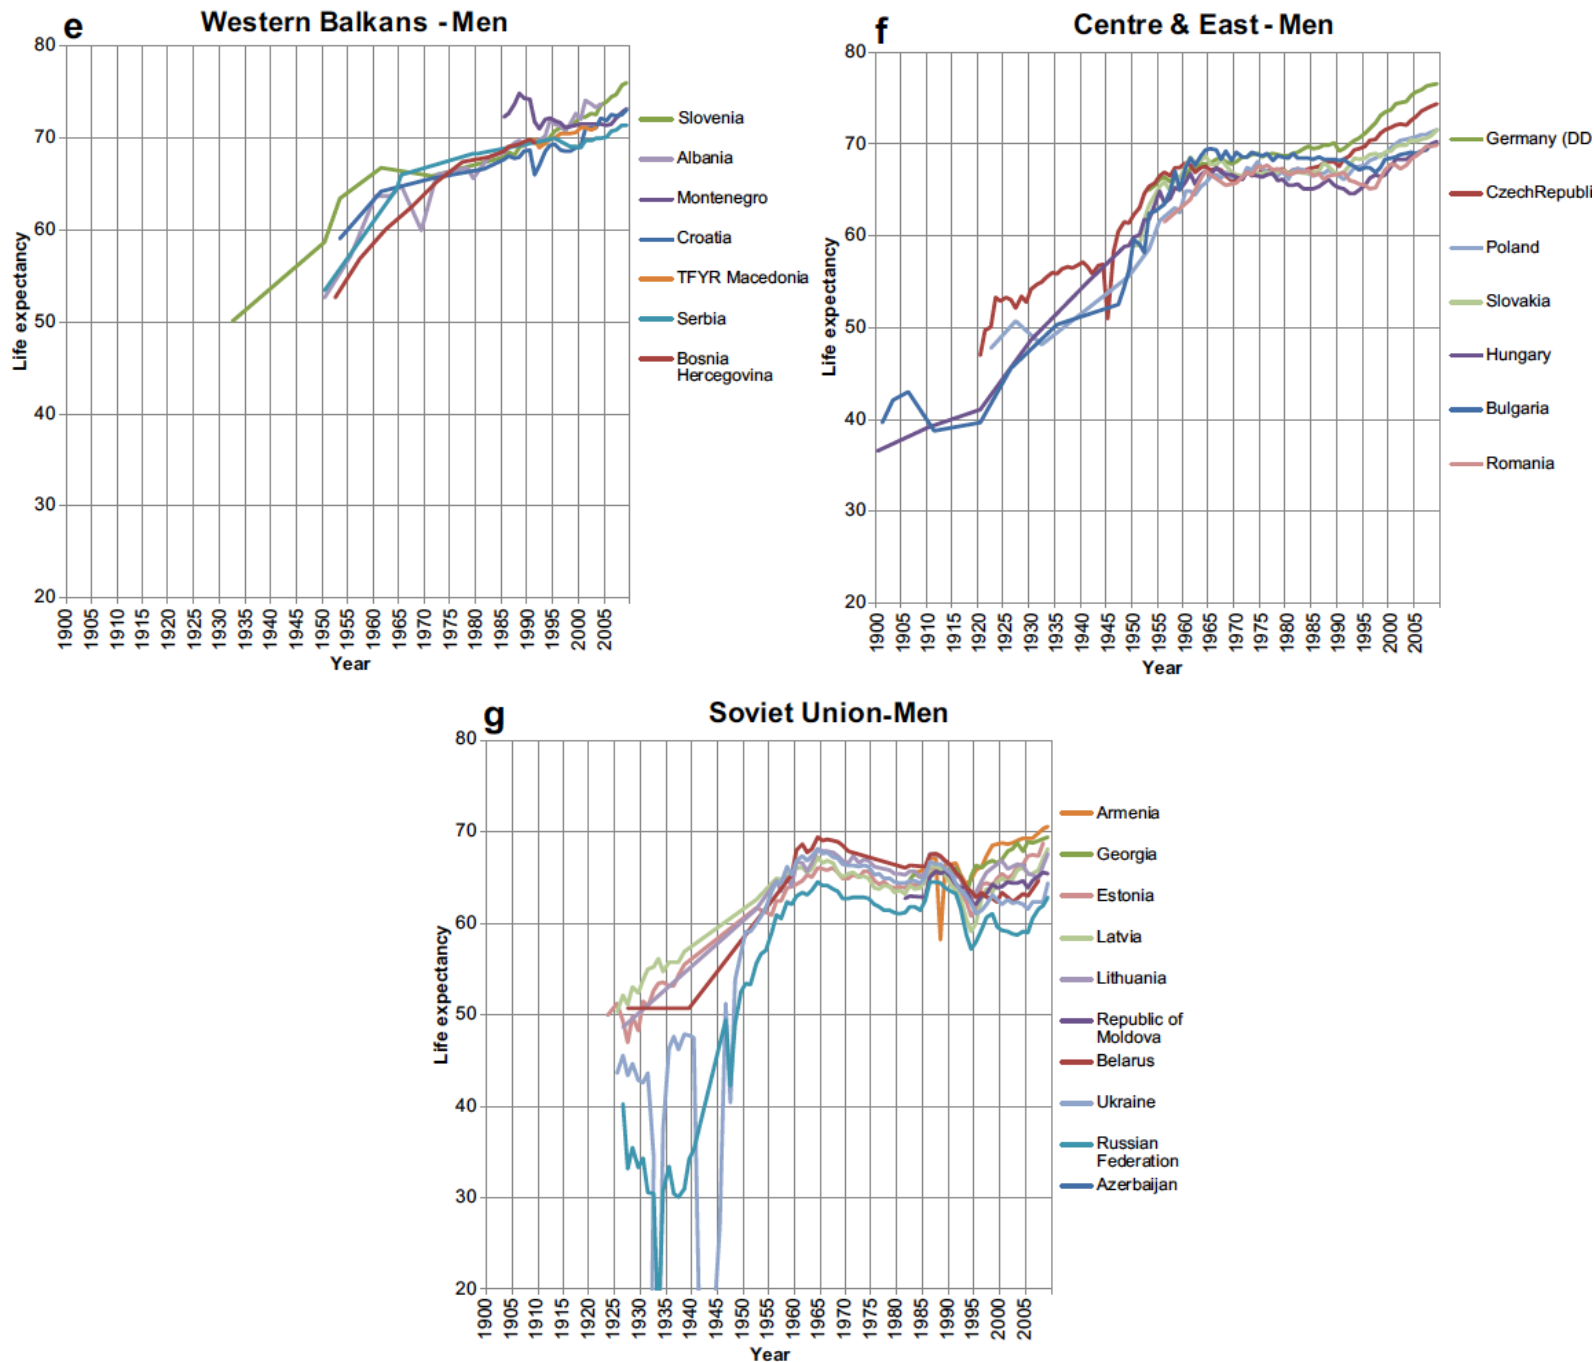 e
Western Balkans - Men
80
70
60
50
40
30
20
Life expectancy
1900
1905
1910
1915
1920
1925
1930
1935
1940
1945
1950
1955
1960
1965
1970
1975
1980
1985
1990
1995
2000
2005
Year
Slovenia
Albania
Montenegro
Croatia
TFYR Macedonia
Serbia
Bosnia
Hercegovina
f
Centre & East - Men
80
70
60
50
40
30
20
Life expectancy
1900
1905
1910
1915
1920
1925
1930
1935
1940
1945
1950
1955
1960
1965
1970
1975
1980
1985
1990
1995
2000
2005
Year
Germany (DD
CzechRepubli
Poland
Slovakia
Hungary
Bulgaria
Romania
g
Soviet Union-Men
80
70
60
50
40
30
20
Life expectancy
1900
1905
1910
1915
1920
1925
1930
1935
1940
1945
1950
1955
1960
1965
1970
1975
1980
1985
1990
1995
2000
2005
Year
Armenia
Georgia
Estonia
Latvia
Lithuania
Republic of
Moldova
Belarus
Ukraine
Russian
Federation
Azerbaijan